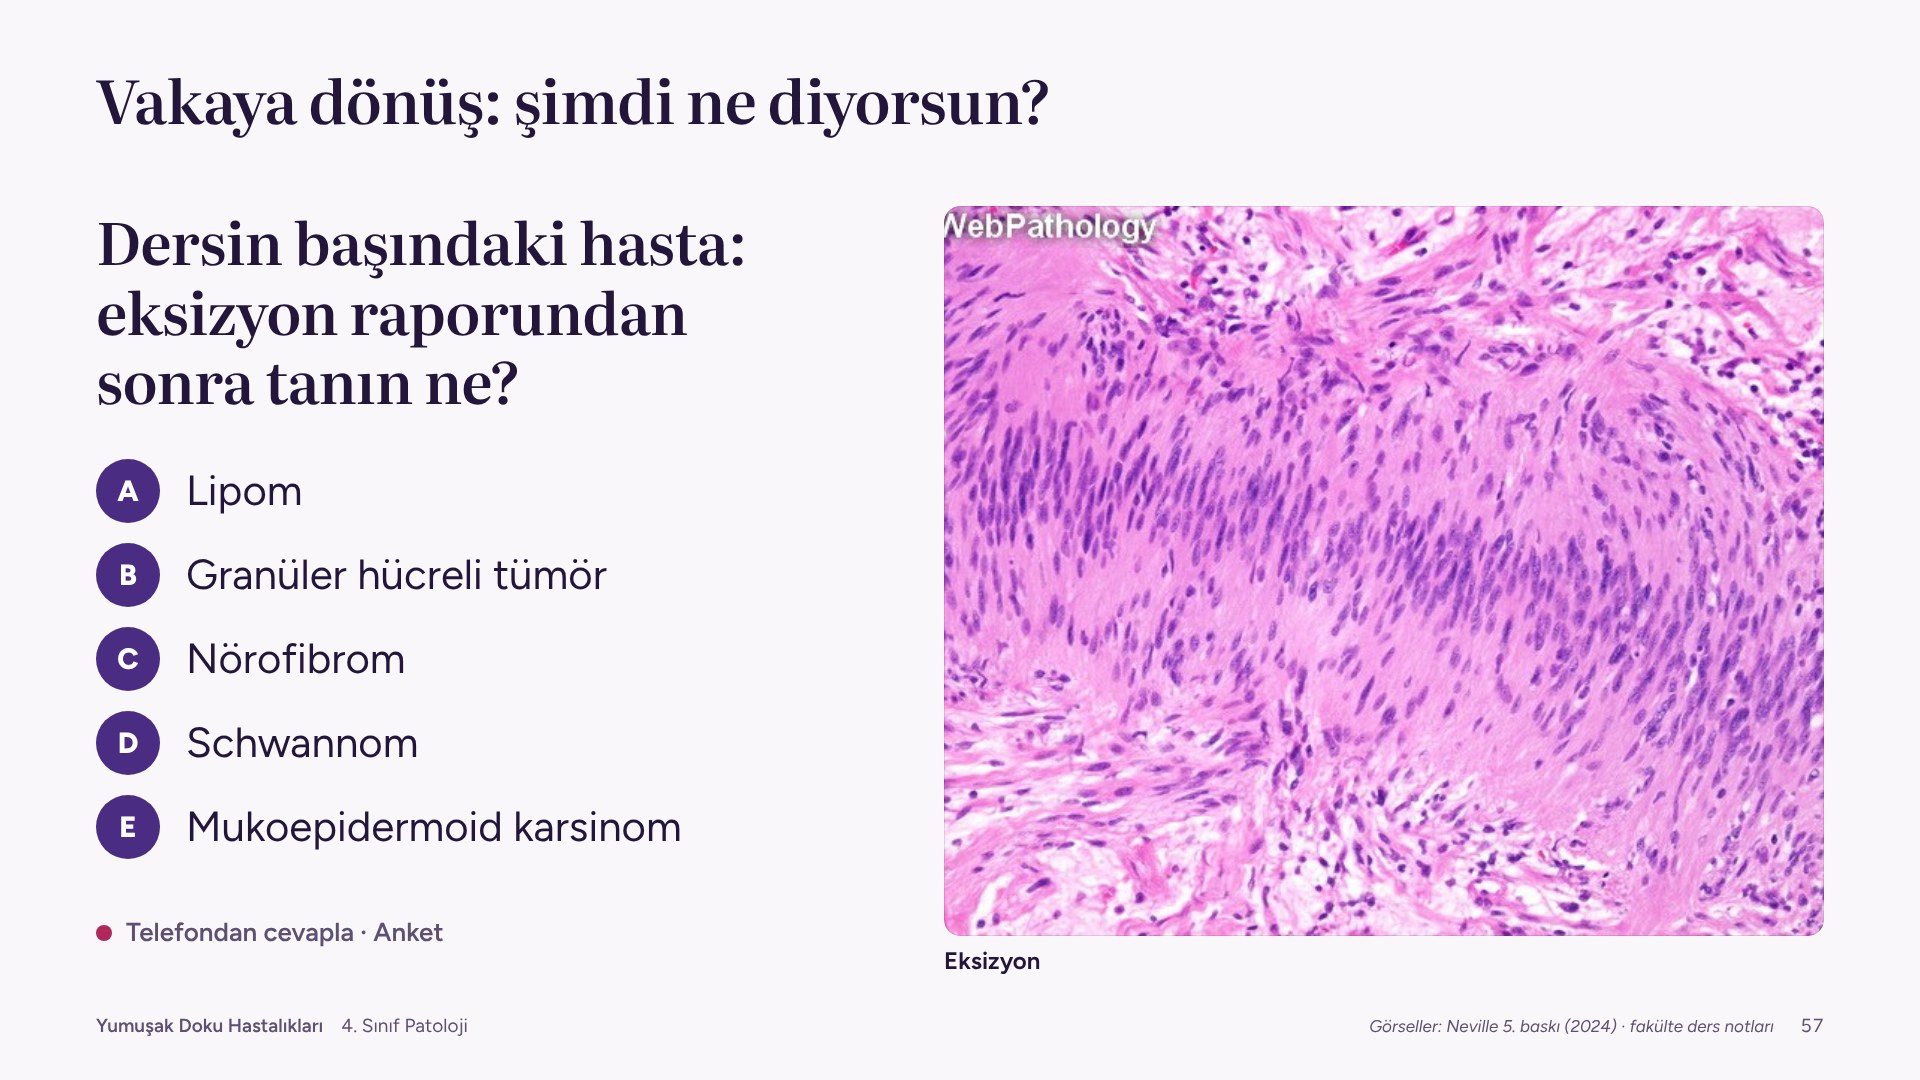 Vakaya dönüş: şimdi ne diyorsun?
Dersin başındaki hasta:
eksizyon raporundan
sonra tanın ne?
A Lipom
B Granüler hücreli tümör
C Nörofibrom
D Schwannom
E Mukoepidermoid karsinom
Telefondan cevapla · Anket
WebPathology
Eksizyon
Yumuşak Doku Hastalıkları 4. Sınıf Patoloji
Görseller: Neville 5. baskı (2024) · fakülte ders notları 57